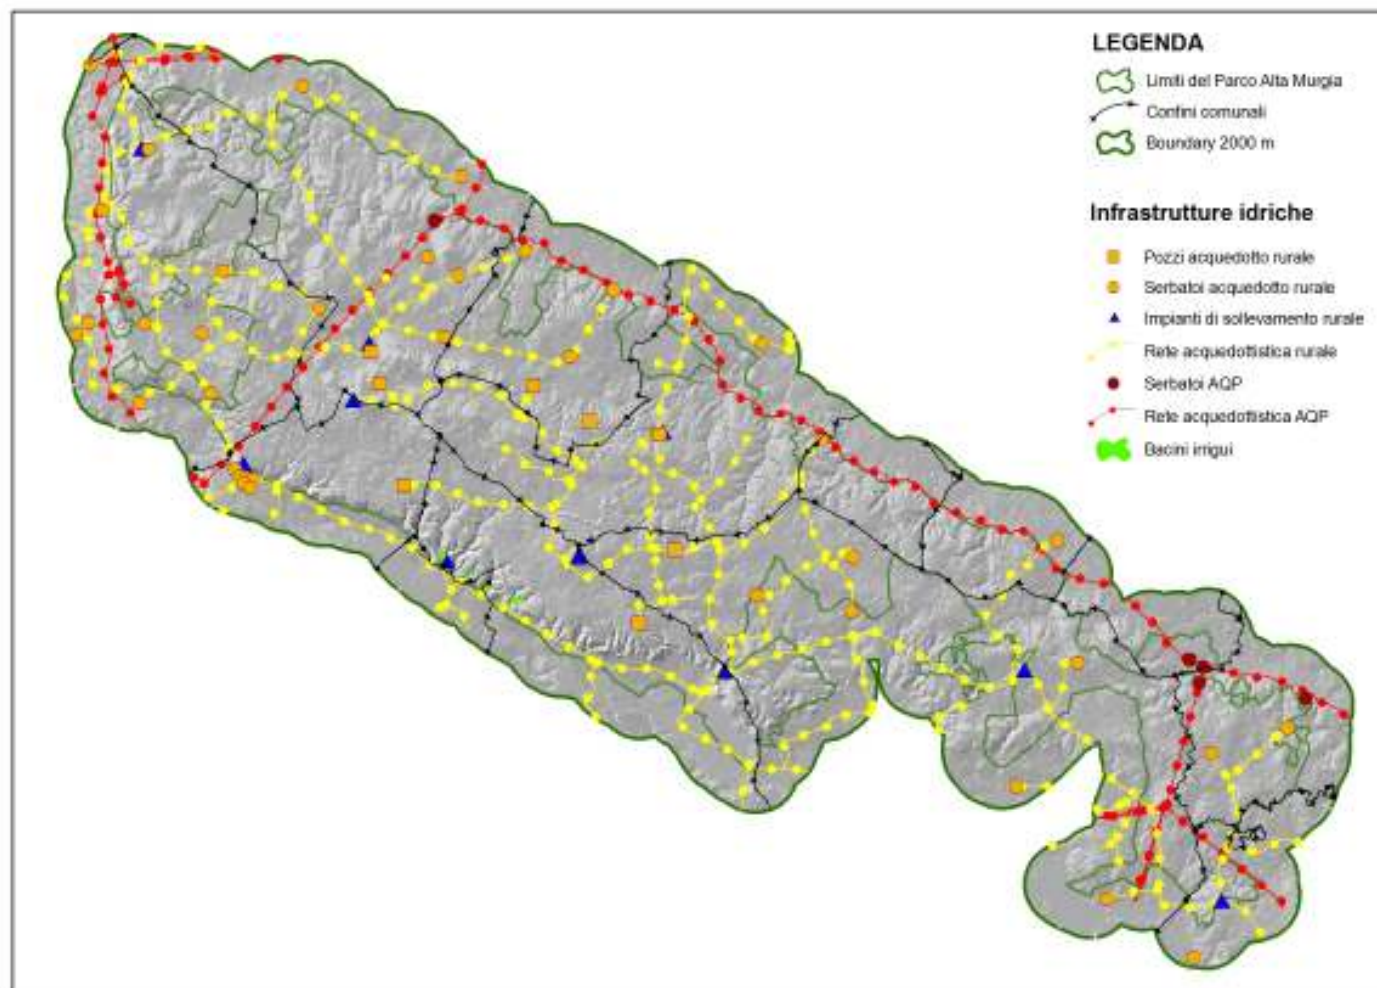 LEGENDA
Limiti del Parco Alta Murgia
Confini comunali
Boundary 2000 m
Infrastrutture idriche
Pozzi acquedotto rurale
Serbatoi acquedotto rurale
Impianti di sollevamento rurale
Rete acquedottistica rurale
Serbatoi AQP
Rete acquedottistica AQP
Bacini irrigui